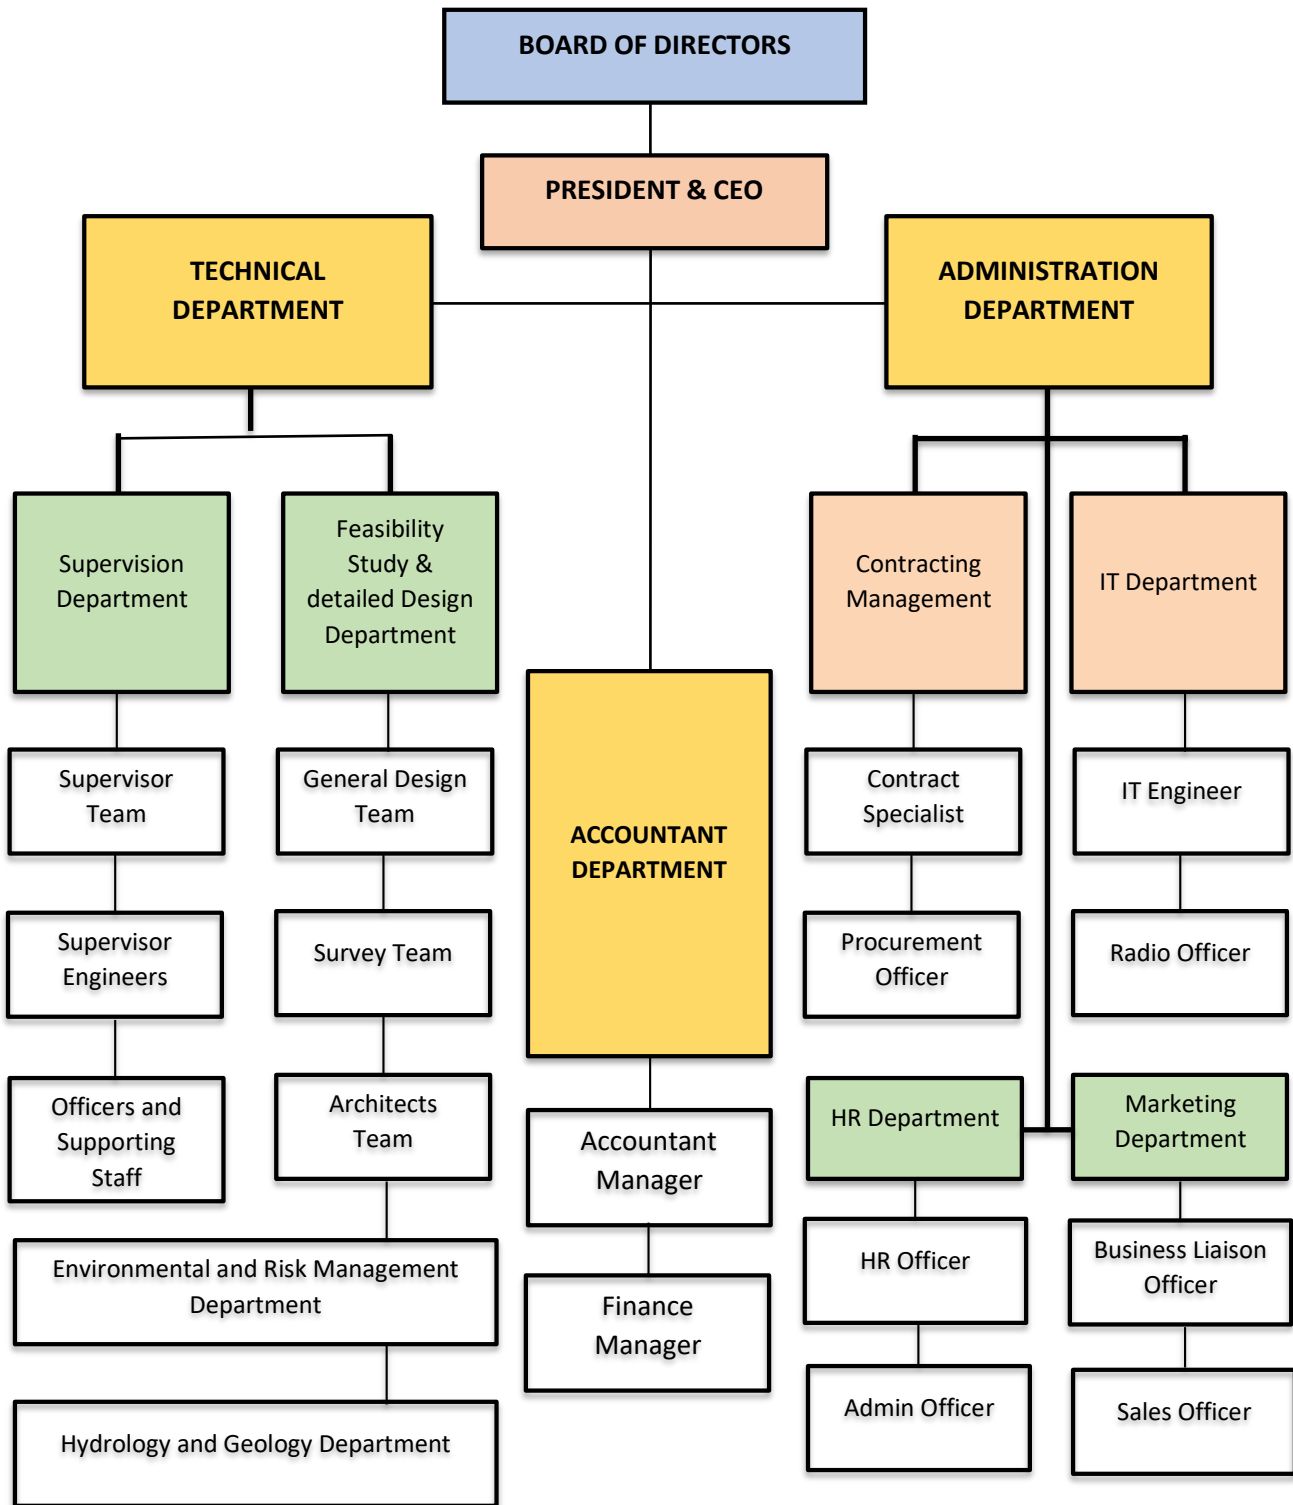 BOARD OF DIRECTORS
PRESIDENT & CEO
TECHNICAL
DEPARTMENT
ADMINISTRATION
DEPARTMENT
Supervision
Department
Feasibility
Study &
detailed Design
Department
Contracting
Management
IT Department
Supervisor
Team
General Design
Team
ACCOUNTANT
DEPARTMENT
Contract
Specialist
IT Engineer
Supervisor
Engineers
Survey Team
Procurement
Officer
Radio Officer
Officers and
Supporting
Staff
Architects
Team
Accountant
Manager
HR Department
Marketing
Department
Environmental and Risk Management
Department
Finance
Manager
HR Officer
Business Liaison
Officer
Hydrology and Geology Department
Admin Officer
Sales Officer